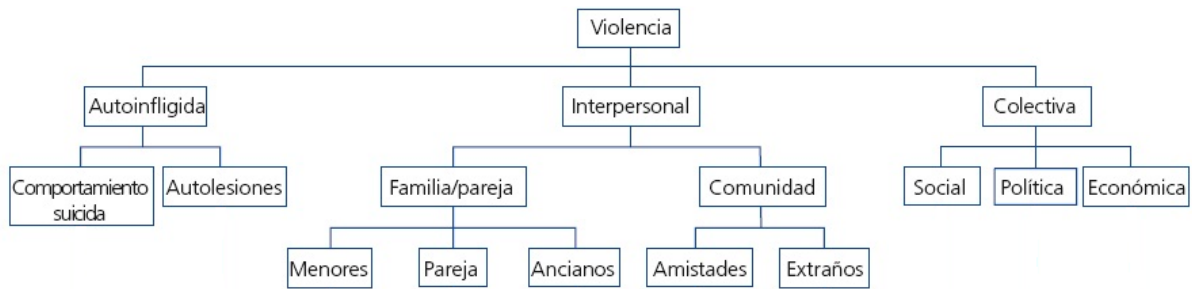 Violencia
Autoinfligida
Interpersonal
Colectiva
Comportamiento
suicida
Autolesiones
Familia/pareja
Comunidad
Social
Política
Económica
Menores
Pareja
Ancianos
Amistades
Extraños